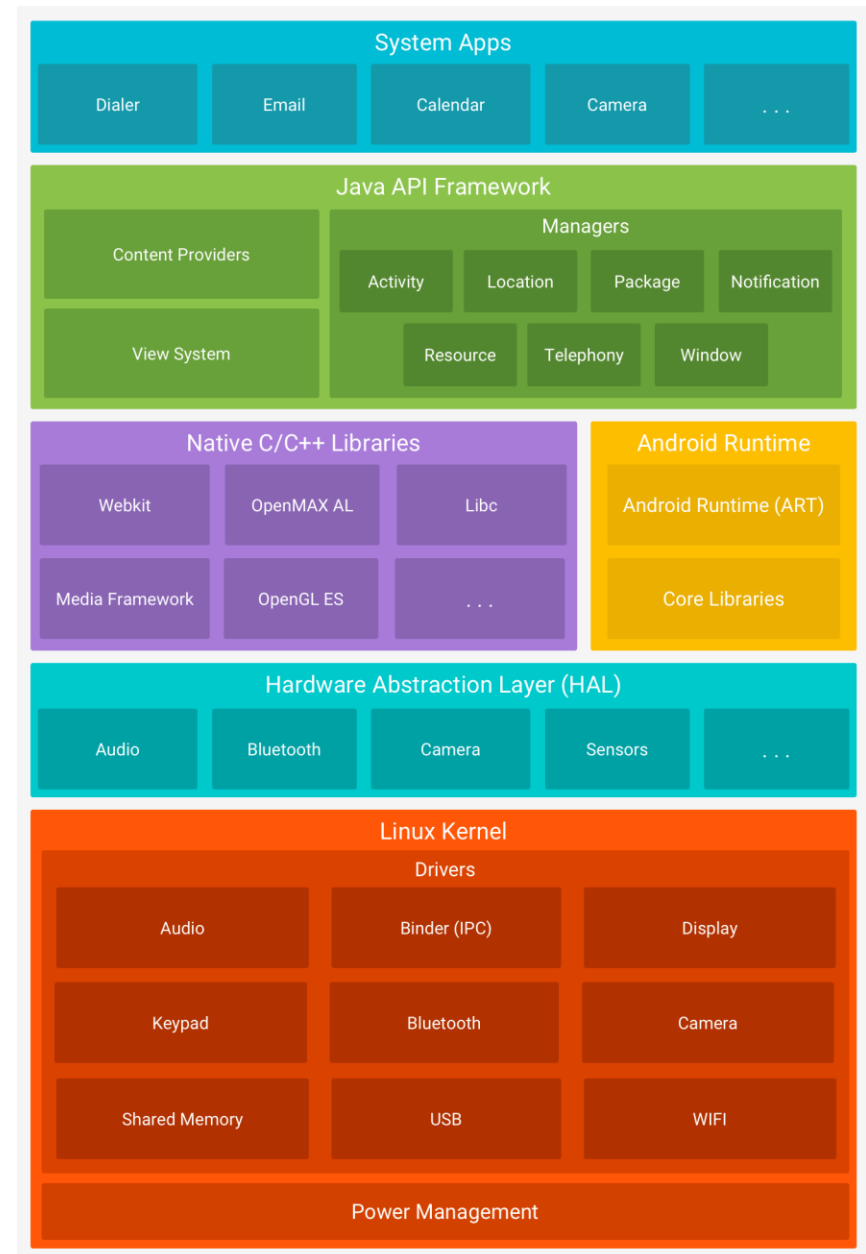 System Apps
Dialer Email Calendar Camera . . .
Java API Framework
Content Providers
View System
Managers
Activity Location Package Notification
Resource Telephony Window
Native C/C++ Libraries
Webkit OpenMAX AL Libc
Media Framework OpenGL ES . . .
Android Runtime
Android Runtime (ART)
Core Libraries
Hardware Abstraction Layer (HAL)
Audio Bluetooth Camera Sensors . . .
Linux Kernel
Drivers
Audio Binder (IPC) Display
Keypad Bluetooth Camera
Shared Memory USB WIFI
Power Management